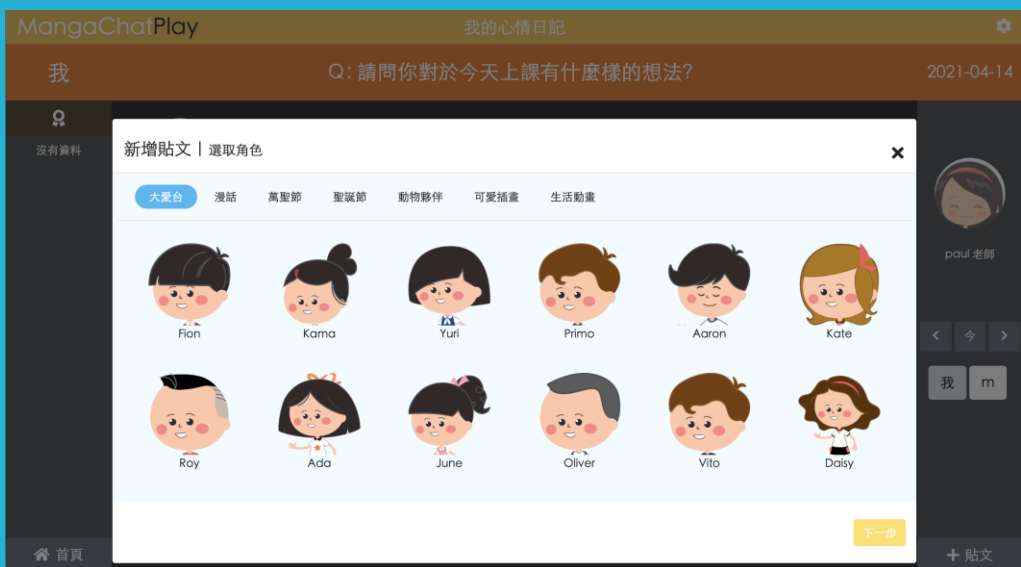 MangaChatPlay
我的心情日記
我
Q: 請問你對於今天上課有什麼樣的想法?
2021-04-14
沒有資料
新增貼文 | 選取角色
大愛台 漫話 萬聖節 聖誕節 動物夥伴 可愛插畫 生活動畫
Fion Kama Yuri Primo Aaron Kate
Roy Ada June Oliver Vito Daisy
下一步
paul 老師
今
我 m
首頁
貼文